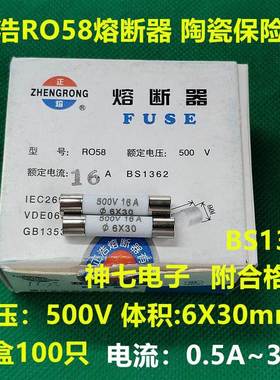 浩RO58熔断器 陶瓷保险
正
ZHENGRONG
熔
熔断器
FUSE
型 号: RO58 额定电压: 500 V
额定电流: 16 A BS1362
IEC26
VDE06
GB1353
500V 16A
Φ 6X30
500V 16A
Φ 6X30
BS13
神七电子 附合格
压: 500V 体积:6X30mm
盒100只 电流: 0.5A~3